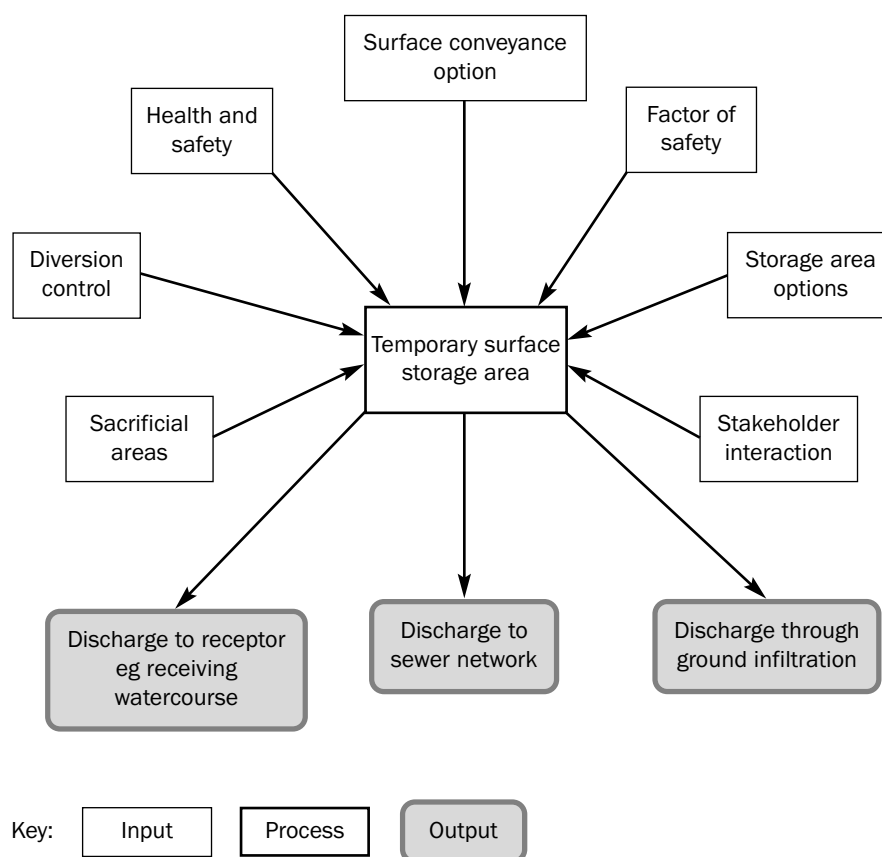 Surface conveyance
option
Health and
safety
Factor of
safety
Diversion
control
Storage area
options
Temporary surface
storage area
Sacrificial
areas
Stakeholder
interaction
Discharge to receptor
eg receiving
watercourse
Discharge to
sewer network
Discharge through
ground infiltration
Key:
Input
Process
Output